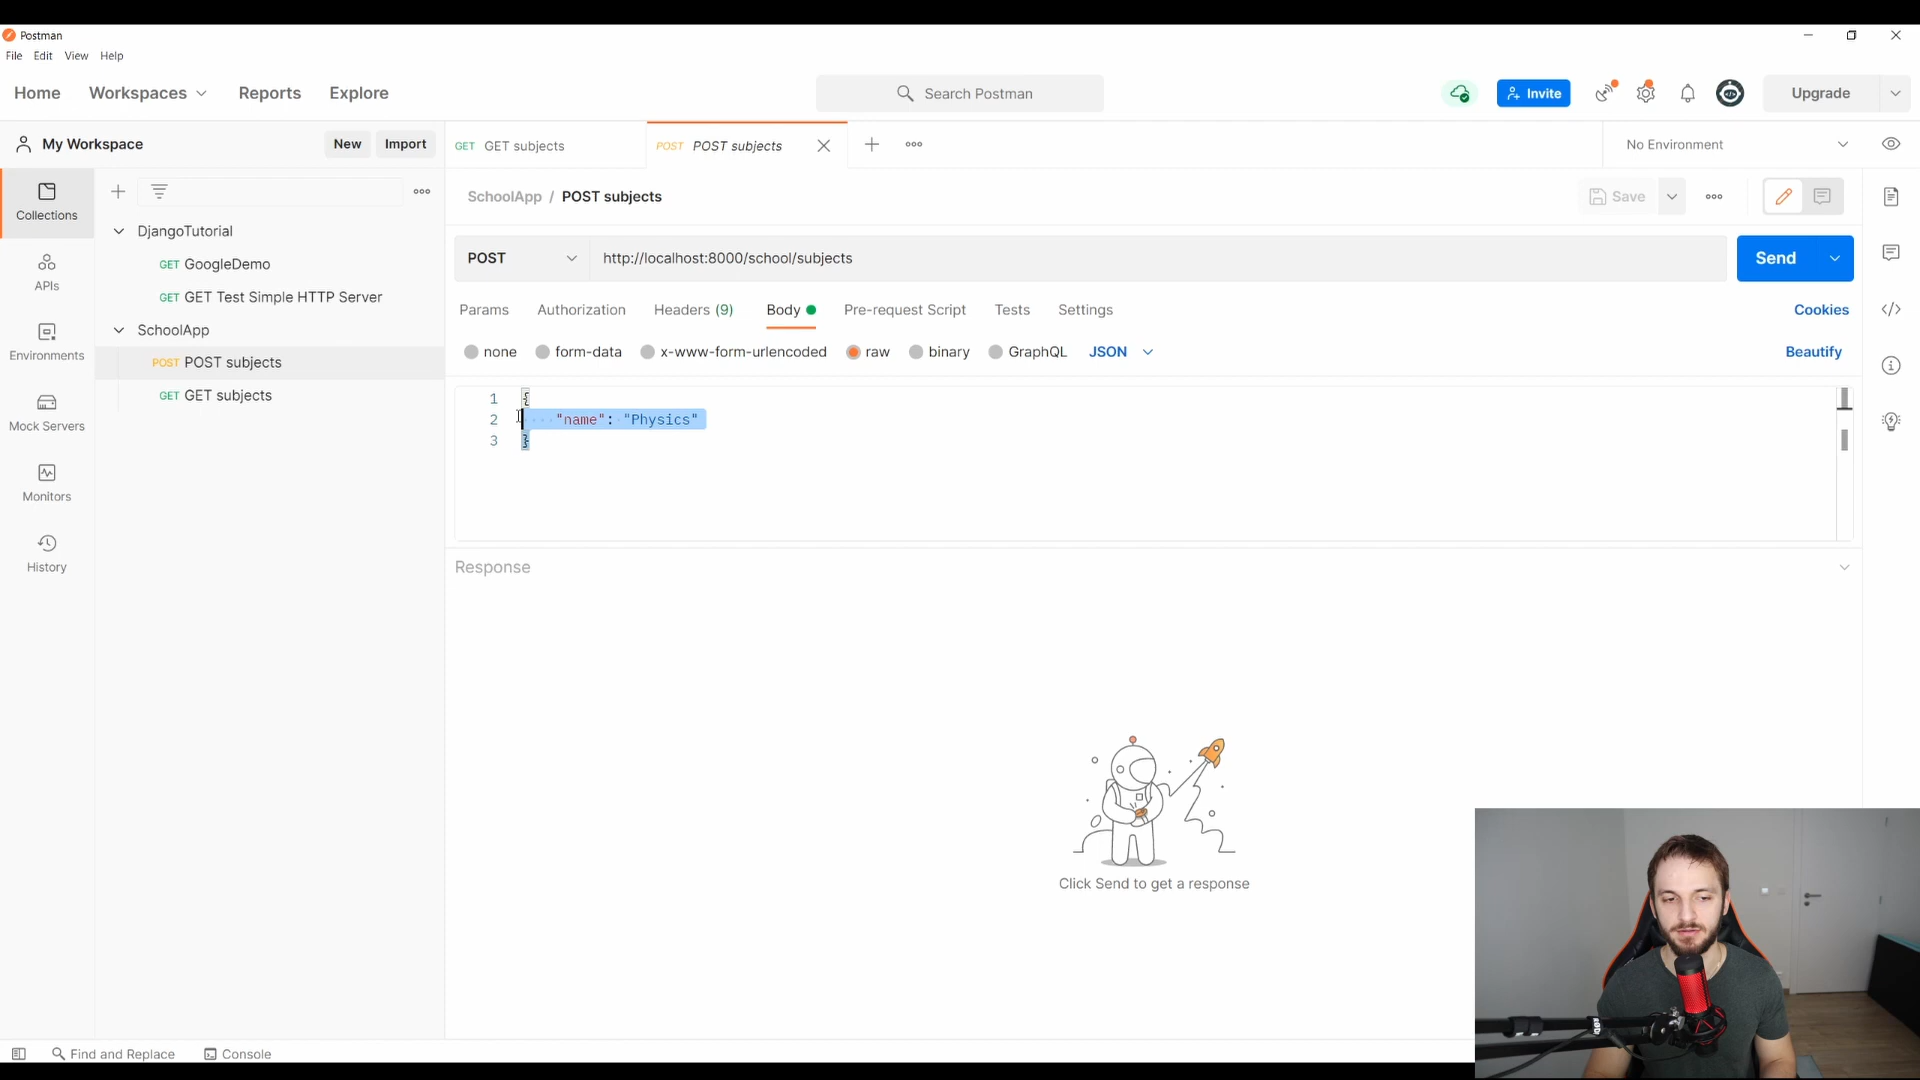 Postman
File Edit View Help
Home Workspaces Reports Explore
Search Postman
Invite
Upgrade
My Workspace
New Import
GET GET subjects
POST POST subjects
No Environment
Collections
APIs
Environments
Mock Servers
Monitors
History
DjangoTutorial
GET GoogleDemo
GET GET Test Simple HTTP Server
SchoolApp
POST POST subjects
GET GET subjects
SchoolApp / POST subjects
Save
POST
http://localhost:8000/school/subjects
Send
Params Authorization Headers (9) Body Pre-request Script Tests Settings
Cookies
none form-data x-www-form-urlencoded raw binary GraphQL JSON
Beautify
1 {
2 "name": "Physics"
3 }
Response
Click Send to get a response
Find and Replace Console